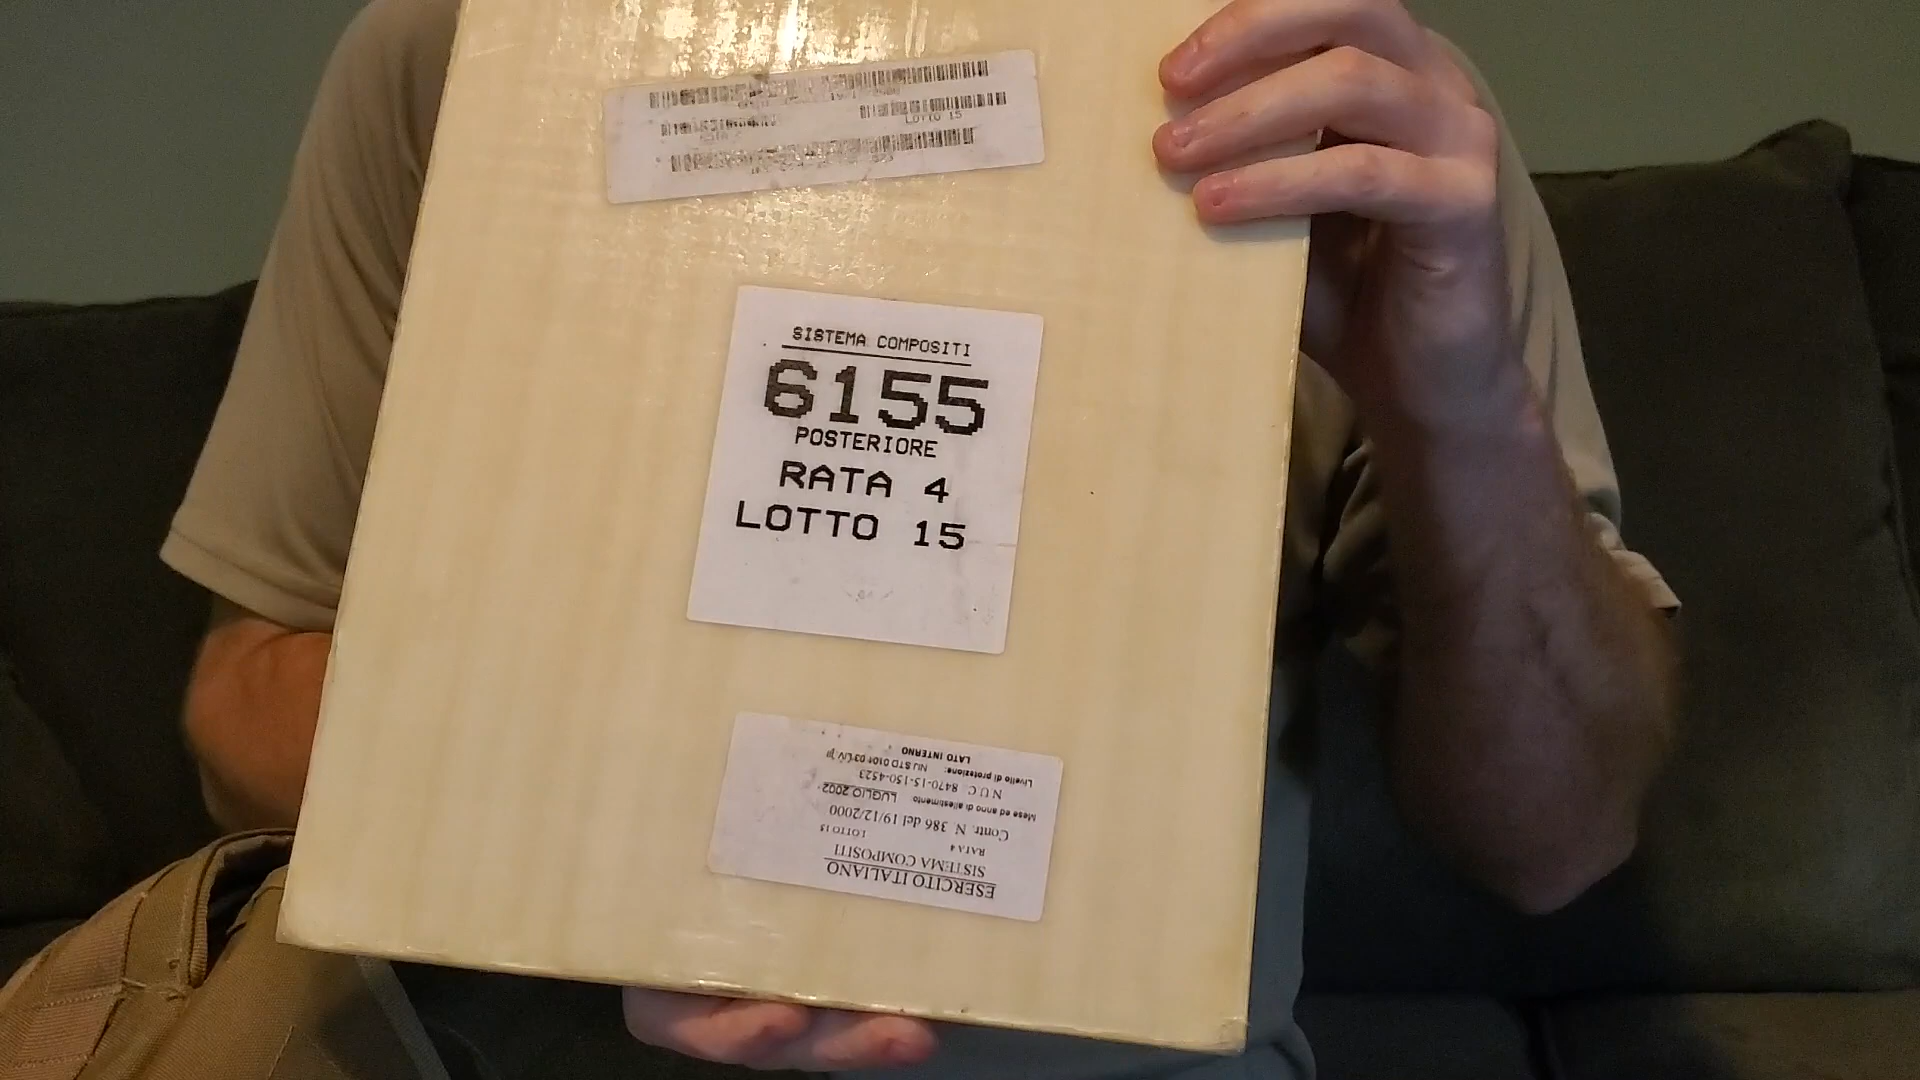 LOTTO 15
SISTEMA COMPOSITI
6155
POSTERIORE
RATA 4
LOTTO 15
ESERCITO ITALIANO
SISTEMA COMPOSITI
RATA 4 LOTTO 15
Contr. N. 386 del 19/12/2000
Mese ed anno di allestimento LUGLIO 2002
N U C 8470-15-150-4523
Livello di protezione:
LATO INTERNO